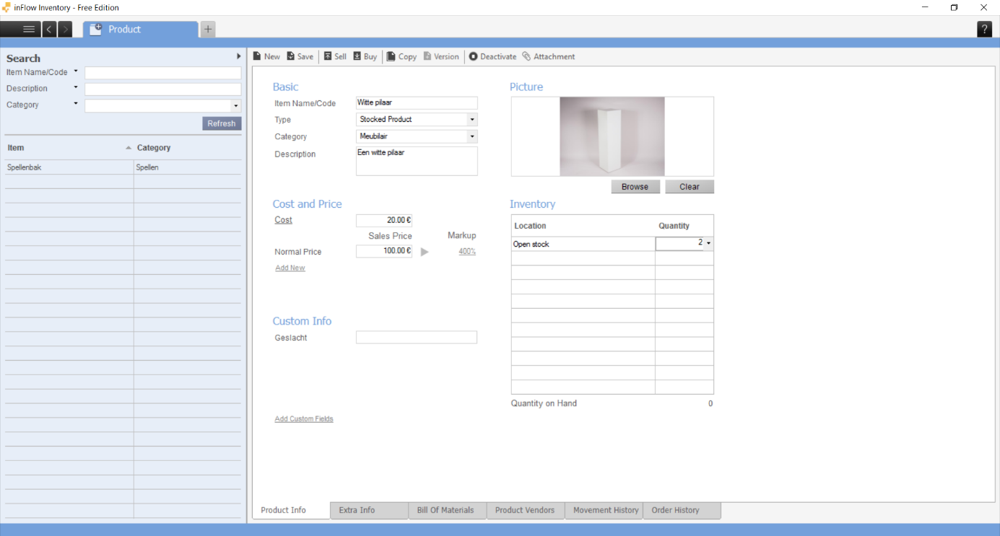 inFlow Inventory - Free Edition
Product
+
?
Search
Item Name/Code
Description
Category
Refresh
Item Category
Spellenbak Spellen
New Save Sell Buy Copy Version Deactivate Attachment
Basic
Item Name/Code Witte pilaar
Type Stocked Product
Category Meubilair
Description Een witte pilaar
Picture
Browse Clear
Cost and Price
Cost 20.00 €
Sales Price Markup
Normal Price 100.00 € 400%
Add New
Inventory
Location Quantity
Open stock 2
Quantity on Hand 0
Custom Info
Geslacht
Add Custom Fields
Product Info Extra Info Bill Of Materials Product Vendors Movement History Order History